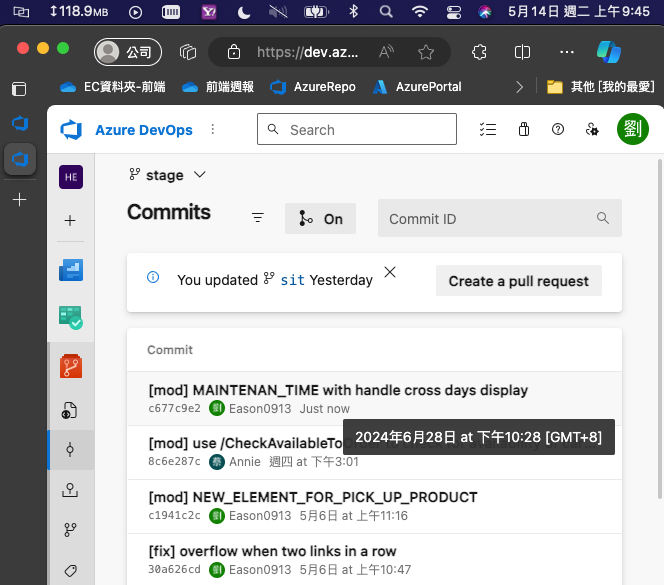 118.9MB
5月14日 週二 上午9:45
公司
https://dev.az...
EC資料夾-前端
前端週報
AzureRepo
AzurePortal
其他 [我的最愛]
Azure DevOps
Search
劉
HE
stage
Commits
On
Commit ID
You updated sit Yesterday
Create a pull request
Commit
[mod] MAINTENAN_TIME with handle cross days display
c677c9e2 劉 Eason0913 Just now
2024年6月28日 at 下午10:28 [GMT+8]
[mod] use /CheckAvailableTo
8c6e287c 蔡 Annie 週四 at 下午3:01
[mod] NEW_ELEMENT_FOR_PICK_UP_PRODUCT
c1941c2c 劉 Eason0913 5月6日 at 上午11:16
[fix] overflow when two links in a row
30a626cd 劉 Eason0913 5月6日 at 上午10:47